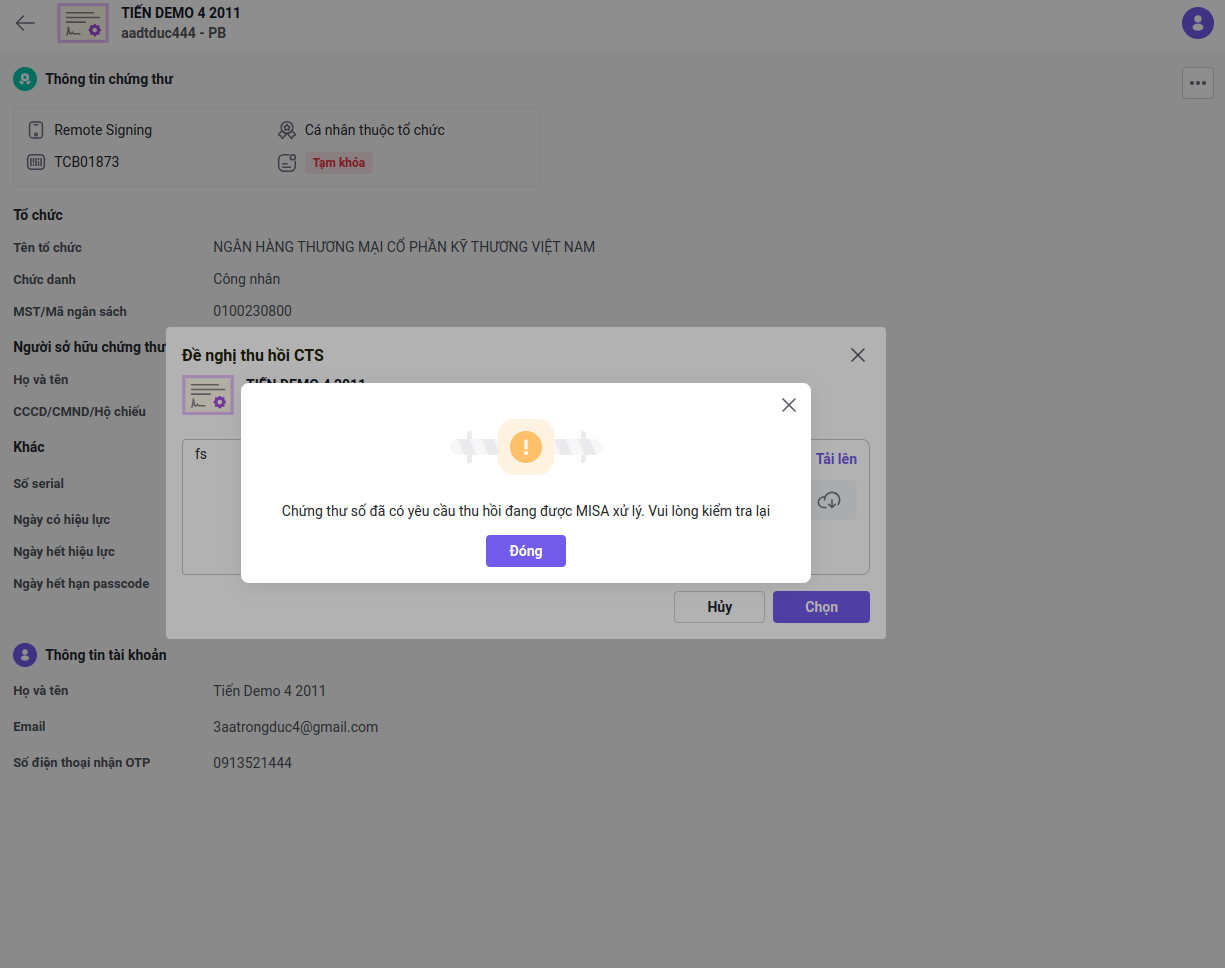 TIẾN DEMO 4 2011
aadtduc444 - PB
Thông tin chứng thư
Remote Signing
Cá nhân thuộc tổ chức
TCB01873
Tạm khóa
Tổ chức
Tên tổ chức
NGÂN HÀNG THƯƠNG MẠI CỔ PHẦN KỸ THƯƠNG VIỆT NAM
Chức danh
Công nhân
MST/Mã ngân sách
0100230800
Người sở hữu chứng thư
Họ và tên
CCCD/CMND/Hộ chiếu
Khác
Số serial
Ngày có hiệu lực
Ngày hết hiệu lực
Ngày hết hạn passcode
Đề nghị thu hồi CTS
TIẾN DEMO 4 2011
fs
Tải lên
Chứng thư số đã có yêu cầu thu hồi đang được MISA xử lý. Vui lòng kiểm tra lại
Đóng
Hủy
Chọn
Thông tin tài khoản
Họ và tên
Tiến Demo 4 2011
Email
3aatrongduc4@gmail.com
Số điện thoại nhận OTP
0913521444